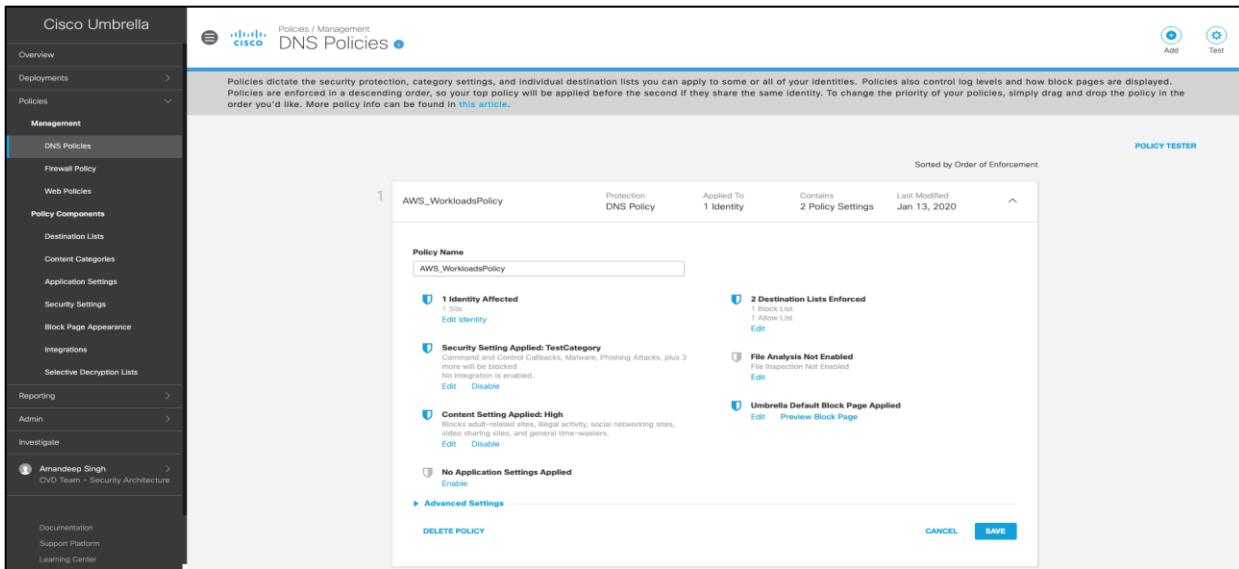 Cisco Umbrella
Overview
Deployments
Policies
Management
DNS Policies
Firewall Policy
Web Policies
Policy Components
Destination Lists
Content Categories
Application Settings
Security Settings
Block Page Appearance
Integrations
Selective Decryption Lists
Reporting
Admin
Investigate
Amandeep Singh
CVD Team - Security Architecture
Documentation
Support Platform
Learning Center
CISCO
Policies / Management
DNS Policies
Add
Test
Policies dictate the security protection, category settings, and individual destination lists you can apply to some or all of your identities. Policies also control log levels and how block pages are displayed.
Policies are enforced in a descending order, so your top policy will be applied before the second if they share the same identity. To change the priority of your policies, simply drag and drop the policy in the
order you'd like. More policy info can be found in this article.
POLICY TESTER
Sorted by Order of Enforcement
1
AWS_WorkloadsPolicy
Protection
DNS Policy
Applied To
1 Identity
Contains
2 Policy Settings
Last Modified
Jan 13, 2020
Policy Name
AWS_WorkloadsPolicy
1 Identity Affected
1 Site
Edit Identity
Security Setting Applied: TestCategory
Command and Control Callbacks, Malware, Phishing Attacks, plus 3
more will be blocked
No integration is enabled.
Edit Disable
Content Setting Applied: High
Blocks adult-related sites, illegal activity, social networking sites,
video sharing sites, and general time-wasters.
Edit Disable
No Application Settings Applied
Enable
2 Destination Lists Enforced
1 Block List
1 Allow List
Edit
File Analysis Not Enabled
File Inspection Not Enabled
Edit
Umbrella Default Block Page Applied
Edit Preview Block Page
Advanced Settings
DELETE POLICY
CANCEL
SAVE